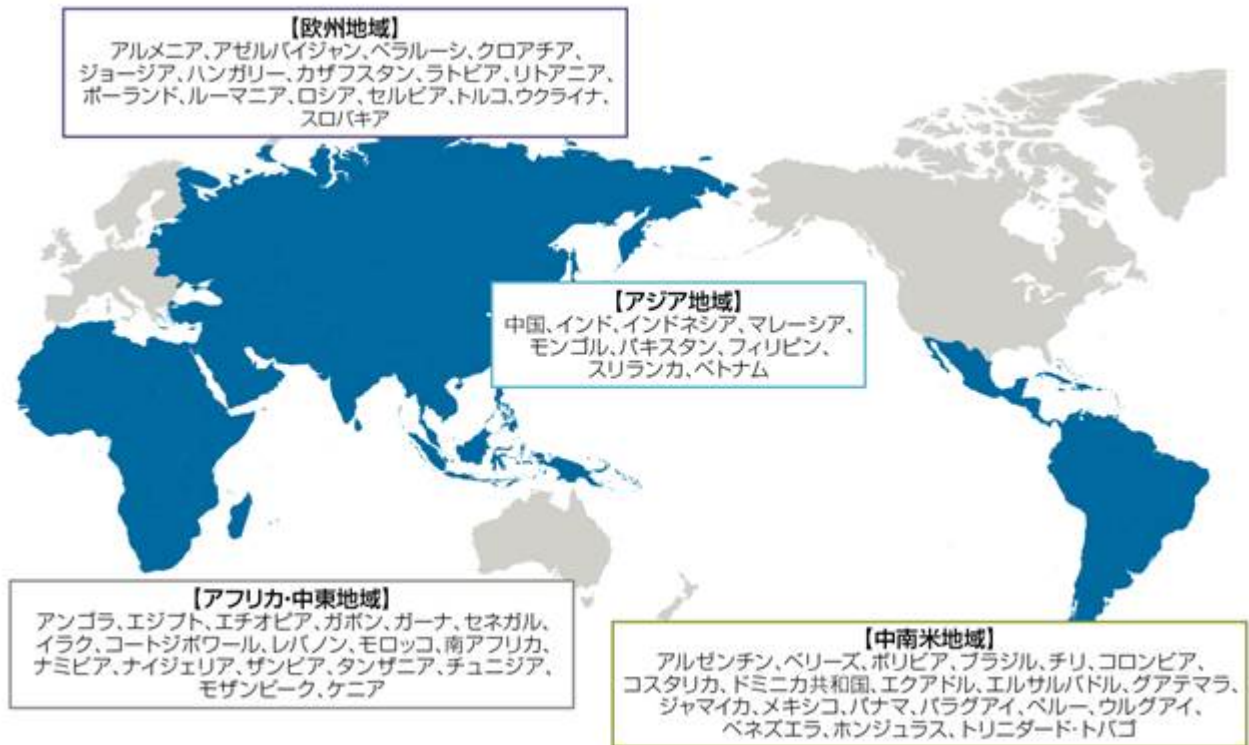 【欧州地域】
アルメニア、アゼルバイジャン、ベラルーシ、クロアチア、
ジョージア、ハンガリー、カザフスタン、ラトビア、リトアニア、
ポーランド、ルーマニア、ロシア、セルビア、トルコ、ウクライナ、
スロバキア
【アジア地域】
中国、インド、インドネシア、マレーシア、
モンゴル、パキスタン、フィリピン、
スリランカ、ベトナム
【アフリカ・中東地域】
アンゴラ、エジプト、エチオピア、ガボン、ガーナ、セネガル、
イラク、コートジボワール、レバノン、モロッコ、南アフリカ、
ナミビア、ナイジェリア、ザンビア、タンザニア、チュニジア、
モザンビーク、ケニア
【中南米地域】
アルゼンチン、ベリーズ、ボリビア、ブラジル、チリ、コロンビア、
コスタリカ、ドミニカ共和国、エクアドル、エルサルバドル、グアテマラ、
ジャマイカ、メキシコ、パナマ、パラグアイ、ペルー、ウルグアイ、
ベネズエラ、ホンジュラス、トリニダード・トバゴ